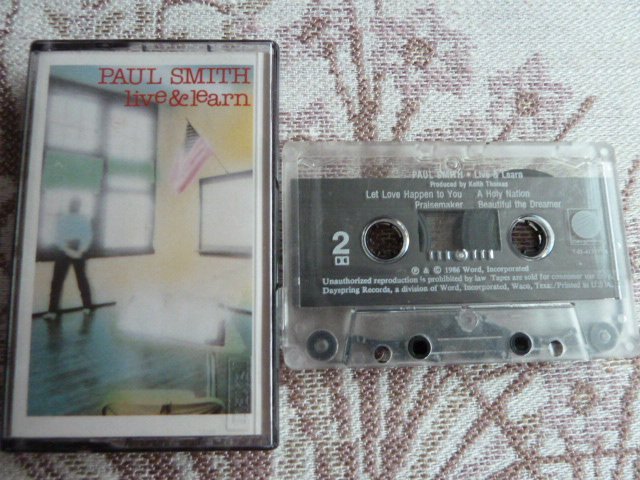 PAUL SMITH
live & learn
PAUL SMITH • Live & Learn
Produced by Keith Thomas
Let Love Happen to You A Holy Nation
Praisemaker Beautiful the Dreamer
2
℗ & © 1986 Word, Incorporated
Unauthorized reproduction is prohibited by law Tapes are sold for consumer use only.
Dayspring Records, a division of Word, Incorporated, Waco, Texas/Printed in U.S.A.